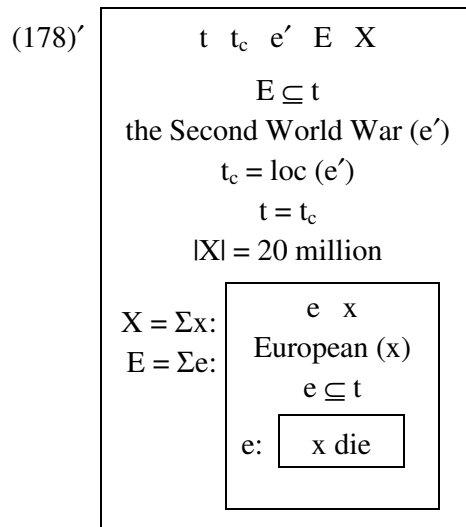 (178)′ t t_c e′ E X
E ⊆ t
the Second World War (e′)
t_c = loc (e′)
t = t_c
|X| = 20 million
X = Σx: e x
E = Σe: European (x)
e ⊆ t
e: x die